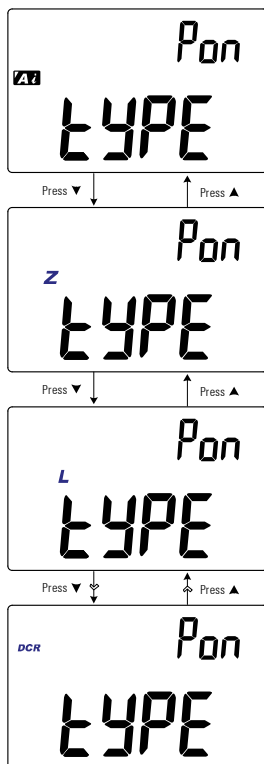 Pon
Ai
tYPE
Press ▼ Press ▲
Pon
Z
tYPE
Press ▼ Press ▲
Pon
L
tYPE
Press ▼ Press ▲
Pon
DCR
tYPE